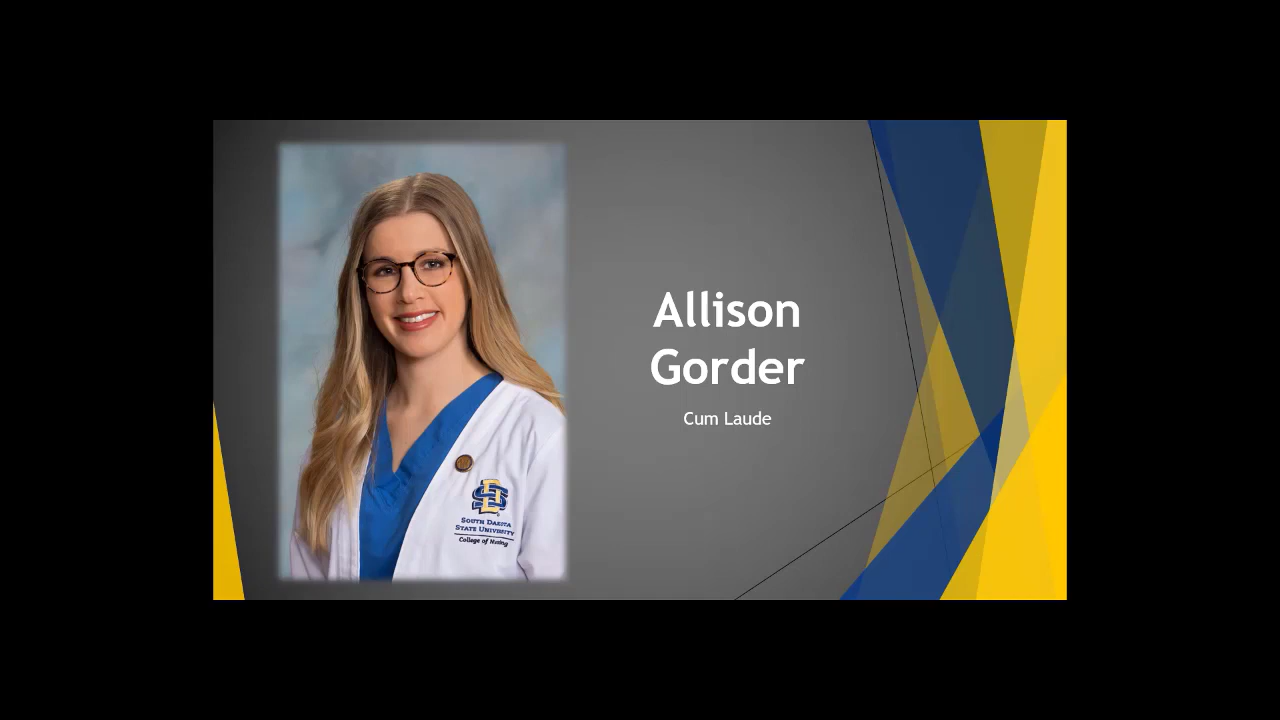 Allison
Gorder
Cum Laude
SOUTH DAKOTA
STATE UNIVERSITY
College of Nursing